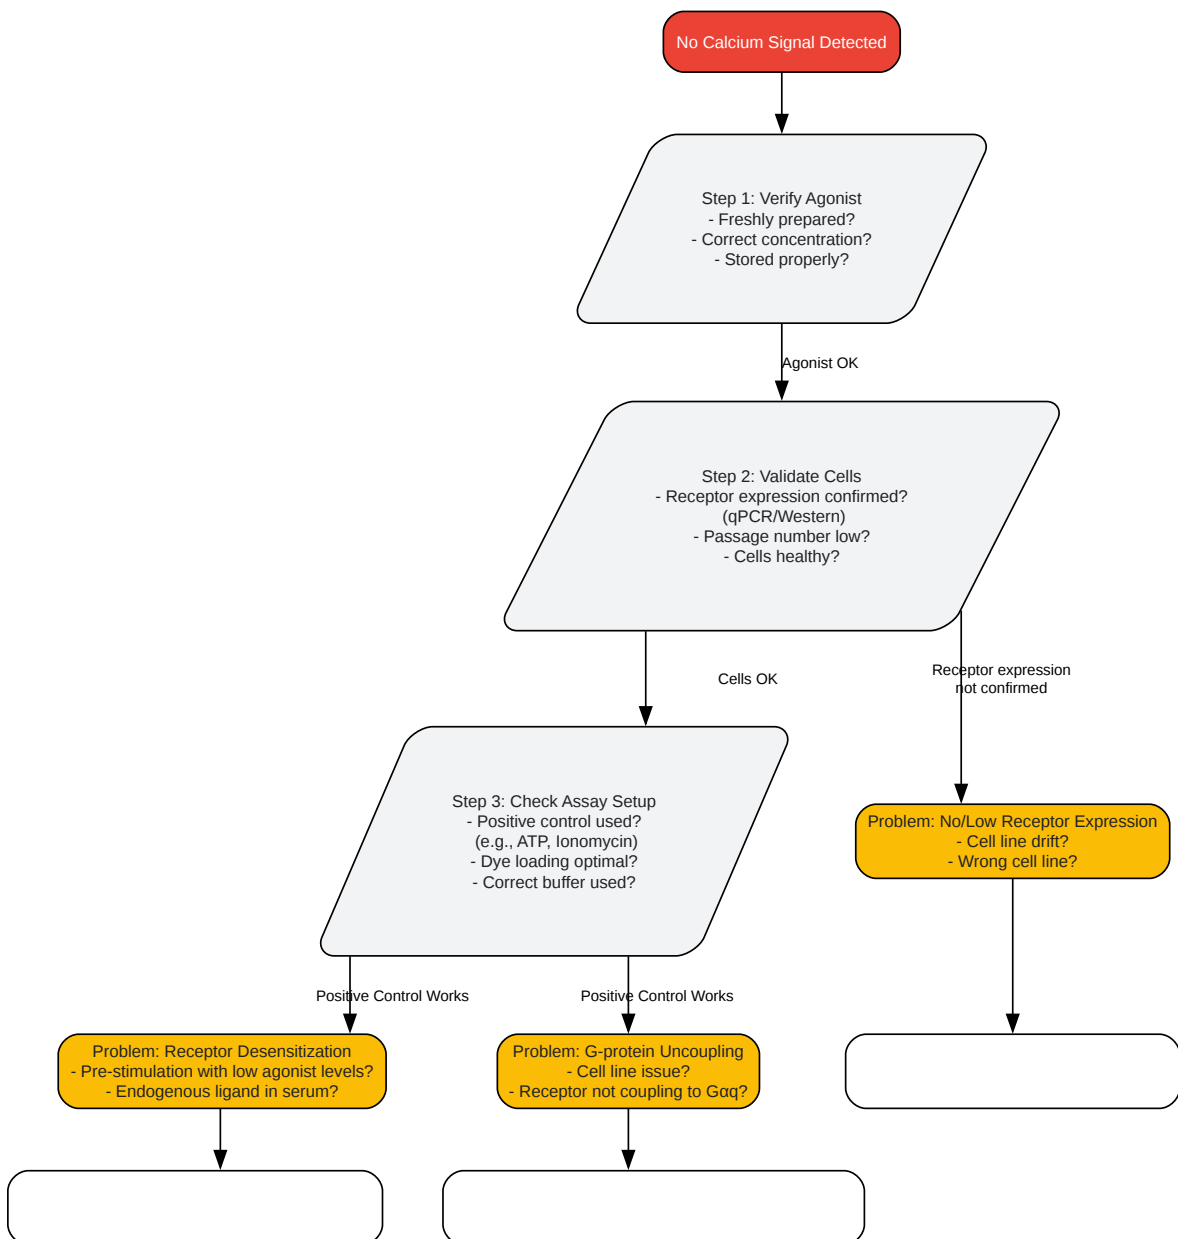 No Calcium Signal Detected
Step 1: Verify Agonist
- Freshly prepared?
- Correct concentration?
- Stored properly?
Agonist OK
Step 2: Validate Cells
- Receptor expression confirmed?
(qPCR/Western)
- Passage number low?
- Cells healthy?
Cells OK
Receptor expression
not confirmed
Step 3: Check Assay Setup
- Positive control used?
(e.g., ATP, Ionomycin)
- Dye loading optimal?
- Correct buffer used?
Problem: No/Low Receptor Expression
- Cell line drift?
- Wrong cell line?
Positive Control Works
Positive Control Works
Problem: Receptor Desensitization
- Pre-stimulation with low agonist levels?
- Endogenous ligand in serum?
Problem: G-protein Uncoupling
- Cell line issue?
- Receptor not coupling to Gαq?